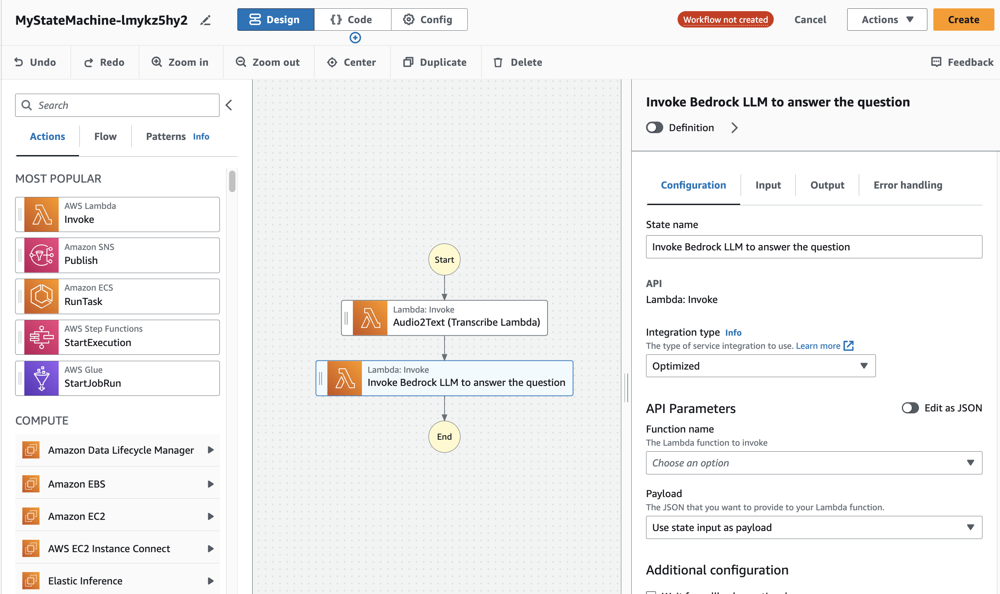 MyStateMachine-lmykz5hy2
Design
Code
Config
Workflow not created
Cancel
Actions
Create
Undo
Redo
Zoom in
Zoom out
Center
Duplicate
Delete
Feedback
Search
Actions
Flow
Patterns Info
MOST POPULAR
AWS Lambda
Invoke
Amazon SNS
Publish
Amazon ECS
RunTask
AWS Step Functions
StartExecution
AWS Glue
StartJobRun
COMPUTE
Amazon Data Lifecycle Manager
Amazon EBS
Amazon EC2
AWS EC2 Instance Connect
Elastic Inference
Start
Lambda: Invoke
Audio2Text (Transcribe Lambda)
Lambda: Invoke
Invoke Bedrock LLM to answer the question
End
Invoke Bedrock LLM to answer the question
Definition
Configuration
Input
Output
Error handling
State name
Invoke Bedrock LLM to answer the question
API
Lambda: Invoke
Integration type Info
The type of service integration to use. Learn more
Optimized
API Parameters
Edit as JSON
Function name
The Lambda function to invoke
Choose an option
Payload
The JSON that you want to provide to your Lambda function.
Use state input as payload
Additional configuration